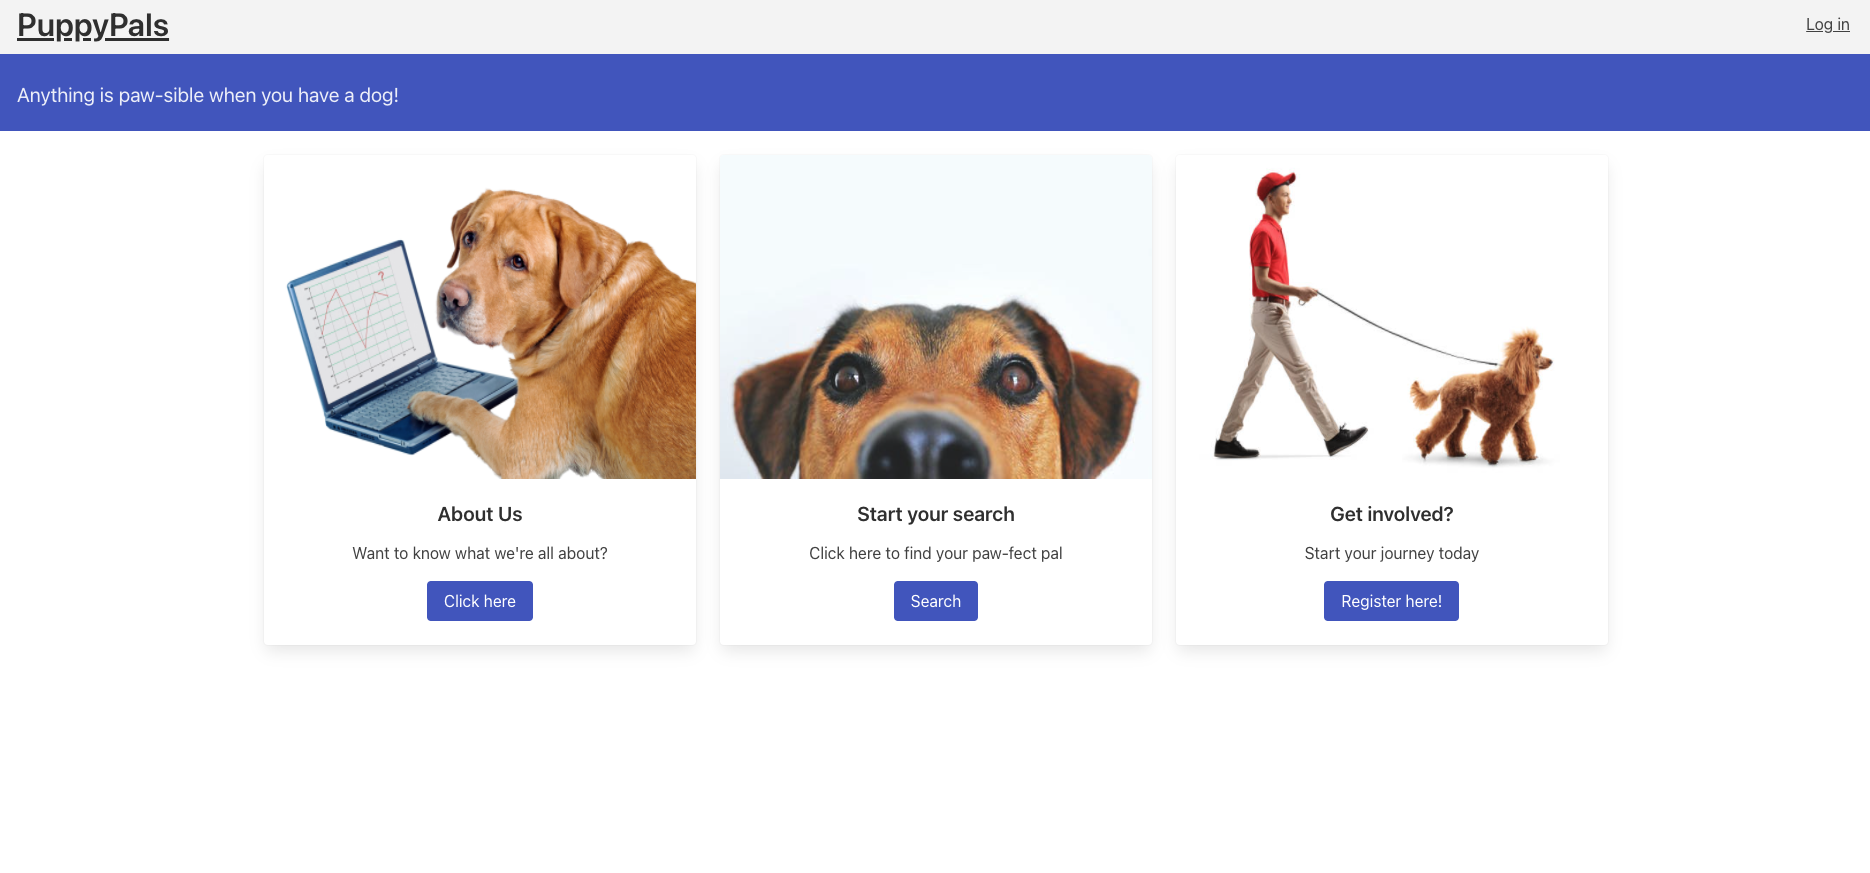 PuppyPals
Log in
Anything is paw-sible when you have a dog!
?
About Us
Want to know what we're all about?
Click here
Start your search
Click here to find your paw-fect pal
Search
Get involved?
Start your journey today
Register here!